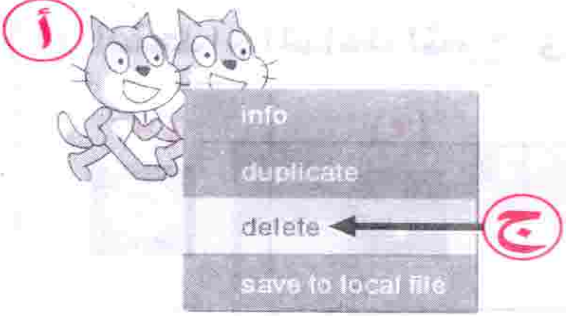 أ
info
duplicate
delete
ج
save to local file